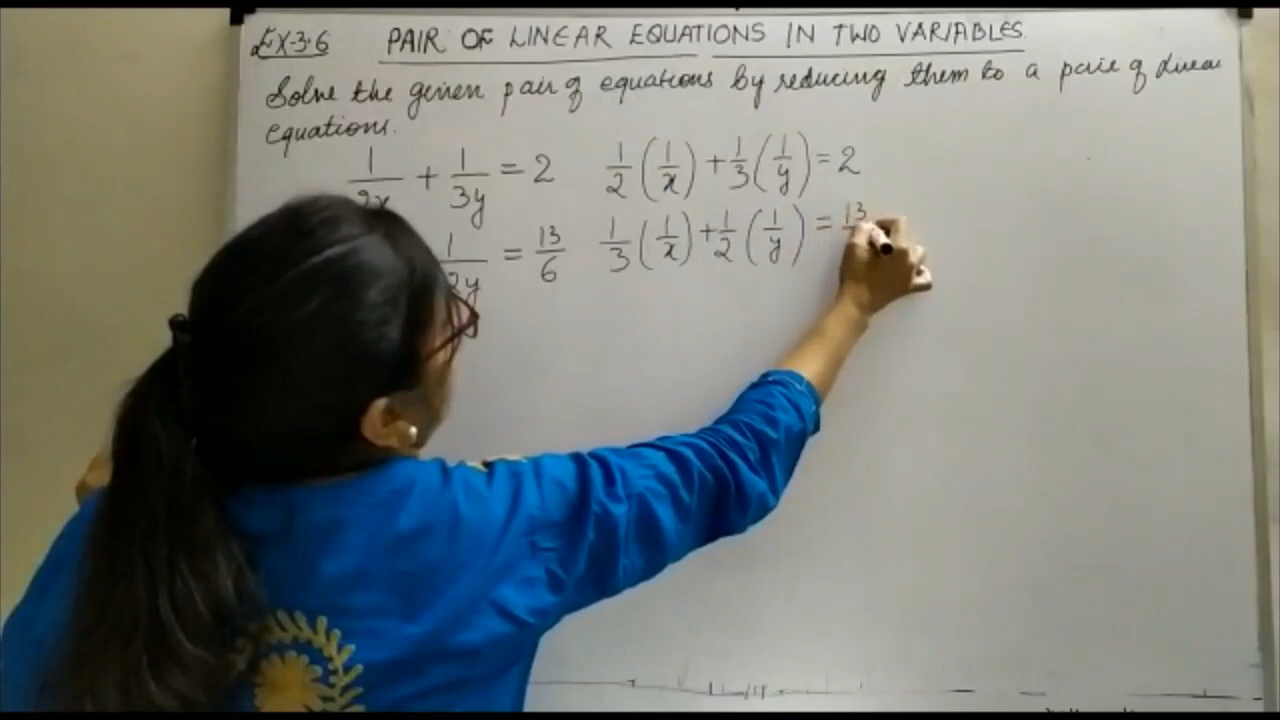 EX-3.6 PAIR OF LINEAR EQUATIONS IN TWO VARIABLES
Solve the given pair of equations by reducing them to a pair of Linear
equations.
1/2x + 1/3y = 2 1/2(1/x) + 1/3(1/y) = 2
1/2y = 13/6 1/3(1/x) + 1/2(1/y) = 13